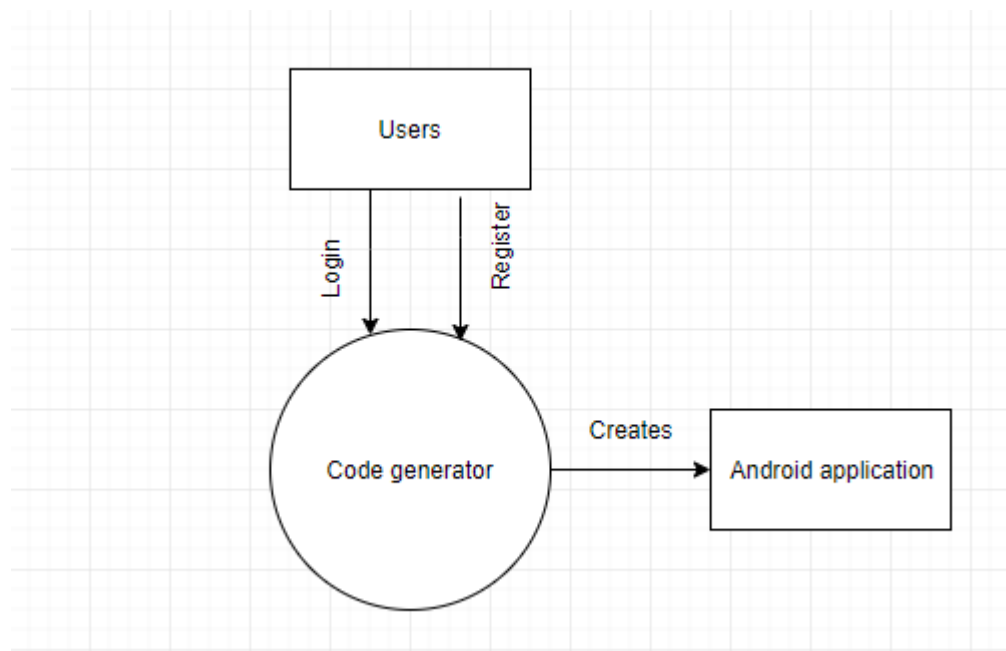 Users
Login
Register
Code generator
Creates
Android application